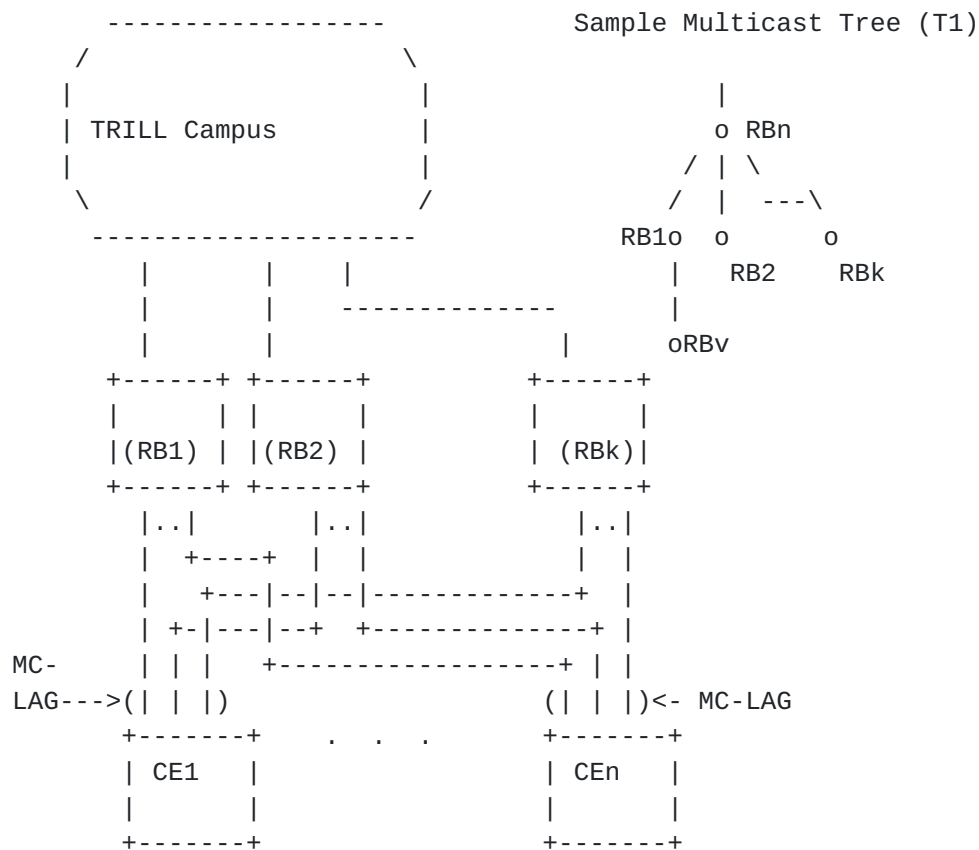 Sample Multicast Tree (T1)
TRILL Campus
o RBn
RB1o o o
RB2 RBk
oRBv
(RB1) (RB2) (RBk)
MC-
LAG--->(| | |) (| | |)<- MC-LAG
. . .
CE1 CEn